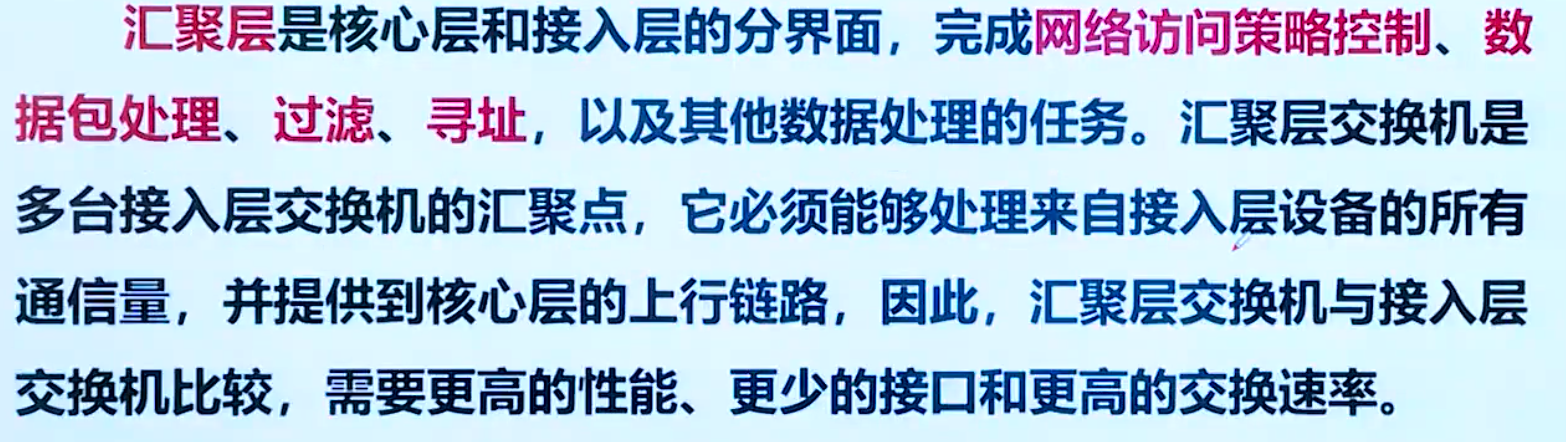 汇聚层是核心层和接入层的分界面，完成网络访问策略控制、数
据包处理、过滤、寻址，以及其他数据处理的任务。汇聚层交换机是
多台接入层交换机的汇聚点，它必须能够处理来自接入层设备的所有
通信量，并提供到核心层的上行链路，因此，汇聚层交换机与接入层
交换机比较，需要更高的性能、更少的接口和更高的交换速率。